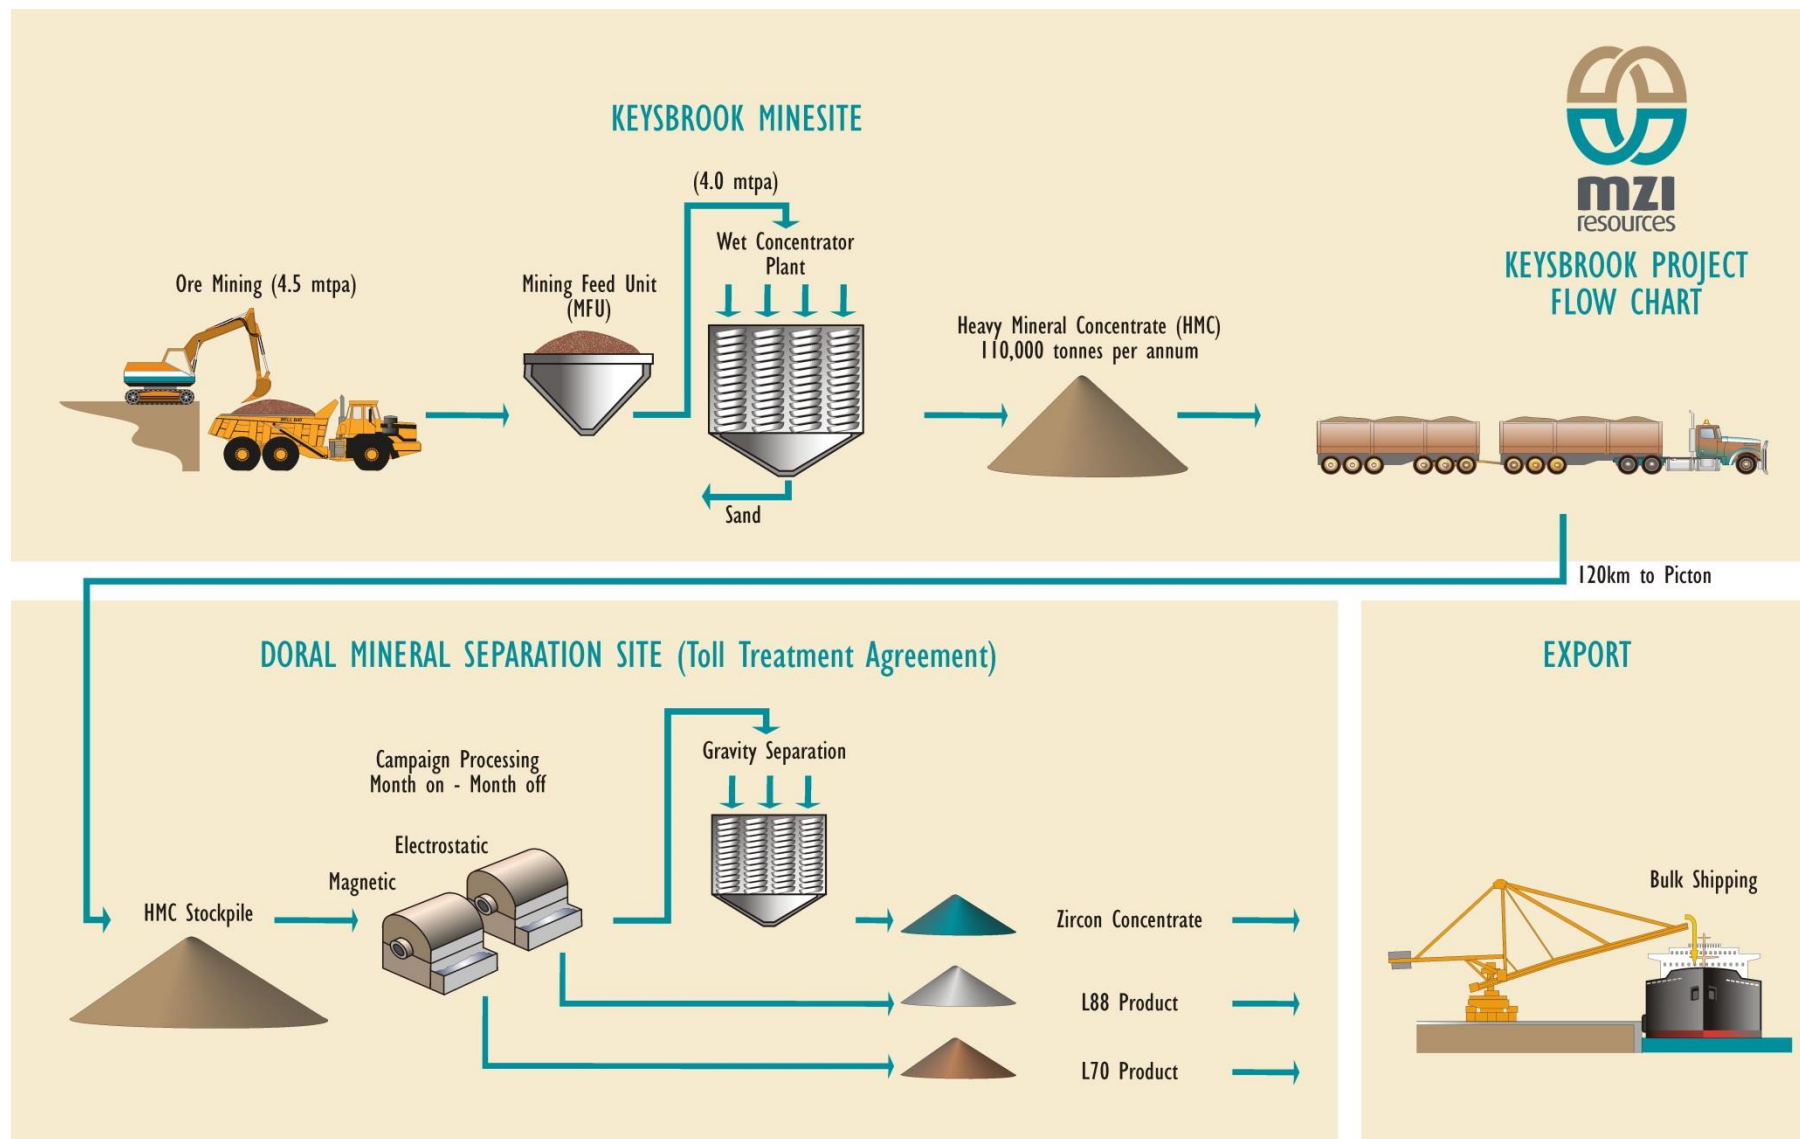 KEYSBROOK MINESITE
mzi
resources
KEYSBROOK PROJECT
FLOW CHART
Ore Mining (4.5 mtpa)
Mining Feed Unit
(MFU)
(4.0 mtpa)
Wet Concentrator
Plant
Sand
Heavy Mineral Concentrate (HMC)
110,000 tonnes per annum
120km to Picton
DORAL MINERAL SEPARATION SITE (Toll Treatment Agreement)
HMC Stockpile
Campaign Processing
Month on - Month off
Electrostatic
Magnetic
Gravity Separation
Zircon Concentrate
L88 Product
L70 Product
EXPORT
Bulk Shipping